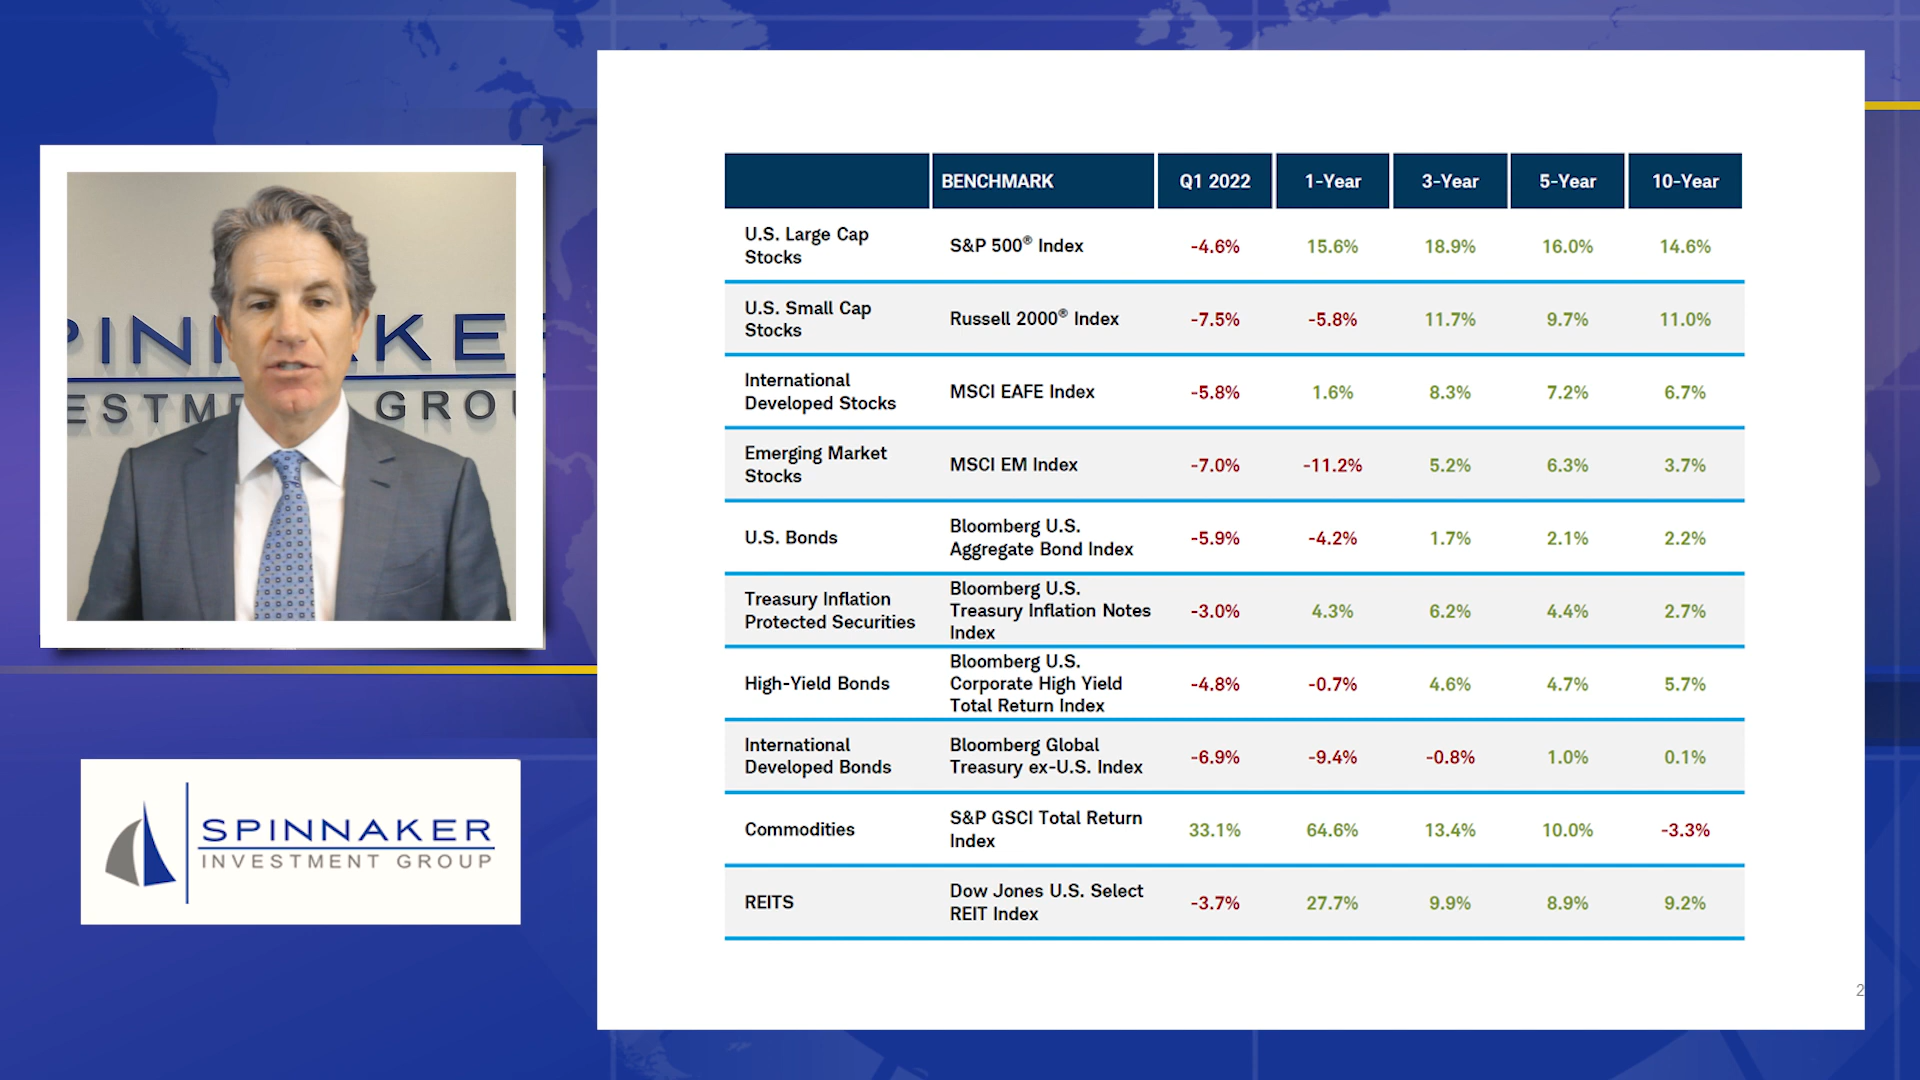 PINN AKE
ESTM GRO
SPINNAKER
INVESTMENT GROUP
BENCHMARK Q1 2022 1-Year 3-Year 5-Year 10-Year
U.S. Large Cap
Stocks
S&P 500® Index -4.6% 15.6% 18.9% 16.0% 14.6%
U.S. Small Cap
Stocks
Russell 2000® Index -7.5% -5.8% 11.7% 9.7% 11.0%
International
Developed Stocks
MSCI EAFE Index -5.8% 1.6% 8.3% 7.2% 6.7%
Emerging Market
Stocks
MSCI EM Index -7.0% -11.2% 5.2% 6.3% 3.7%
U.S. Bonds
Bloomberg U.S.
Aggregate Bond Index
-5.9% -4.2% 1.7% 2.1% 2.2%
Treasury Inflation
Protected Securities
Bloomberg U.S.
Treasury Inflation Notes
Index
-3.0% 4.3% 6.2% 4.4% 2.7%
High-Yield Bonds
Bloomberg U.S.
Corporate High Yield
Total Return Index
-4.8% -0.7% 4.6% 4.7% 5.7%
International
Developed Bonds
Bloomberg Global
Treasury ex-U.S. Index
-6.9% -9.4% -0.8% 1.0% 0.1%
Commodities
S&P GSCI Total Return
Index
33.1% 64.6% 13.4% 10.0% -3.3%
REITS
Dow Jones U.S. Select
REIT Index
-3.7% 27.7% 9.9% 8.9% 9.2%
2